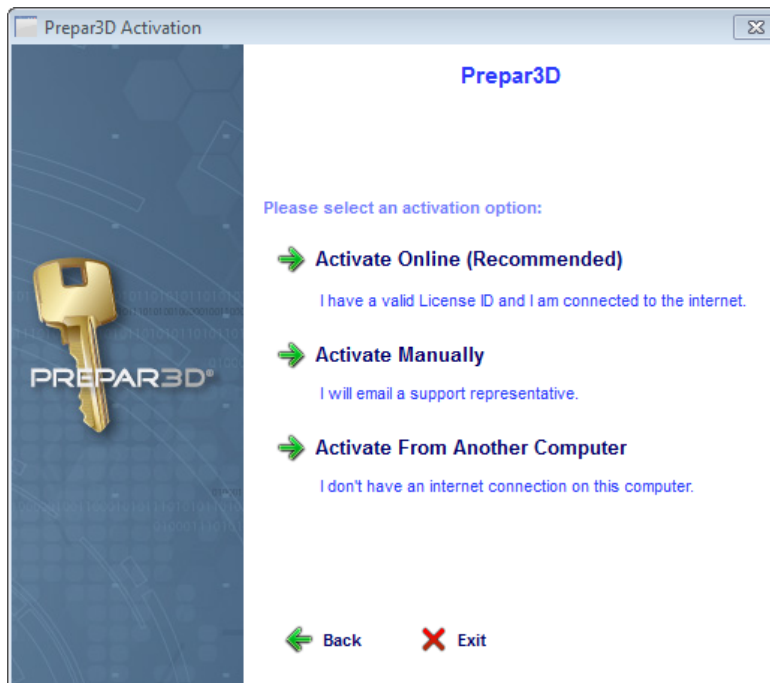 Prepar3D Activation
Prepar3D
Please select an activation option:
Activate Online (Recommended)
I have a valid License ID and I am connected to the internet.
Activate Manually
I will email a support representative.
PREPAR3D®
Activate From Another Computer
I don't have an internet connection on this computer.
Back
Exit